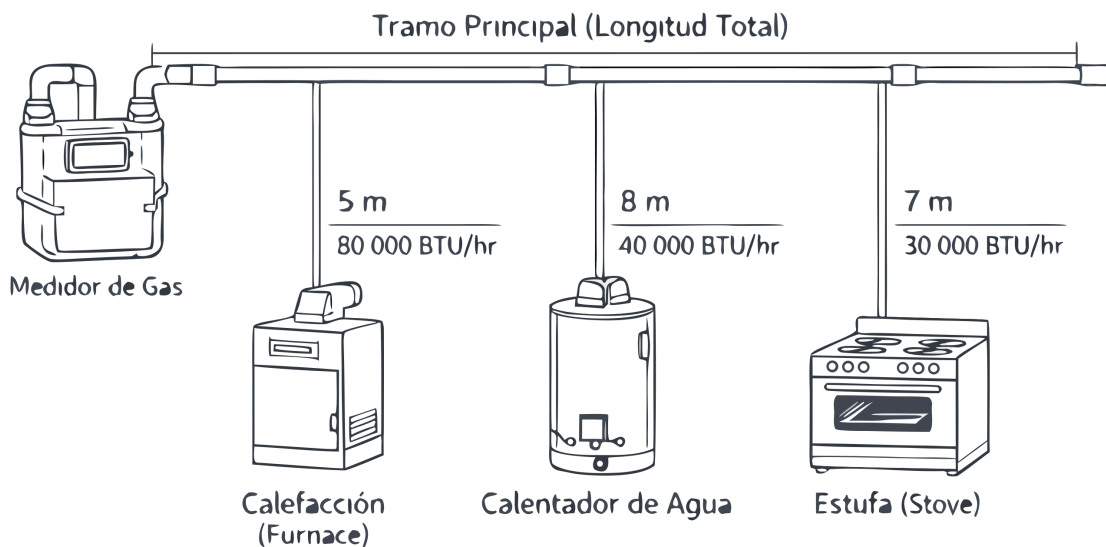 Tramo Principal (Longitud Total)
5 m
80 000 BTU/hr
8 m
40 000 BTU/hr
7 m
30 000 BTU/hr
Medidor de Gas
Calefacción
(Furnace)
Calentador de Agua
Estufa (Stove)